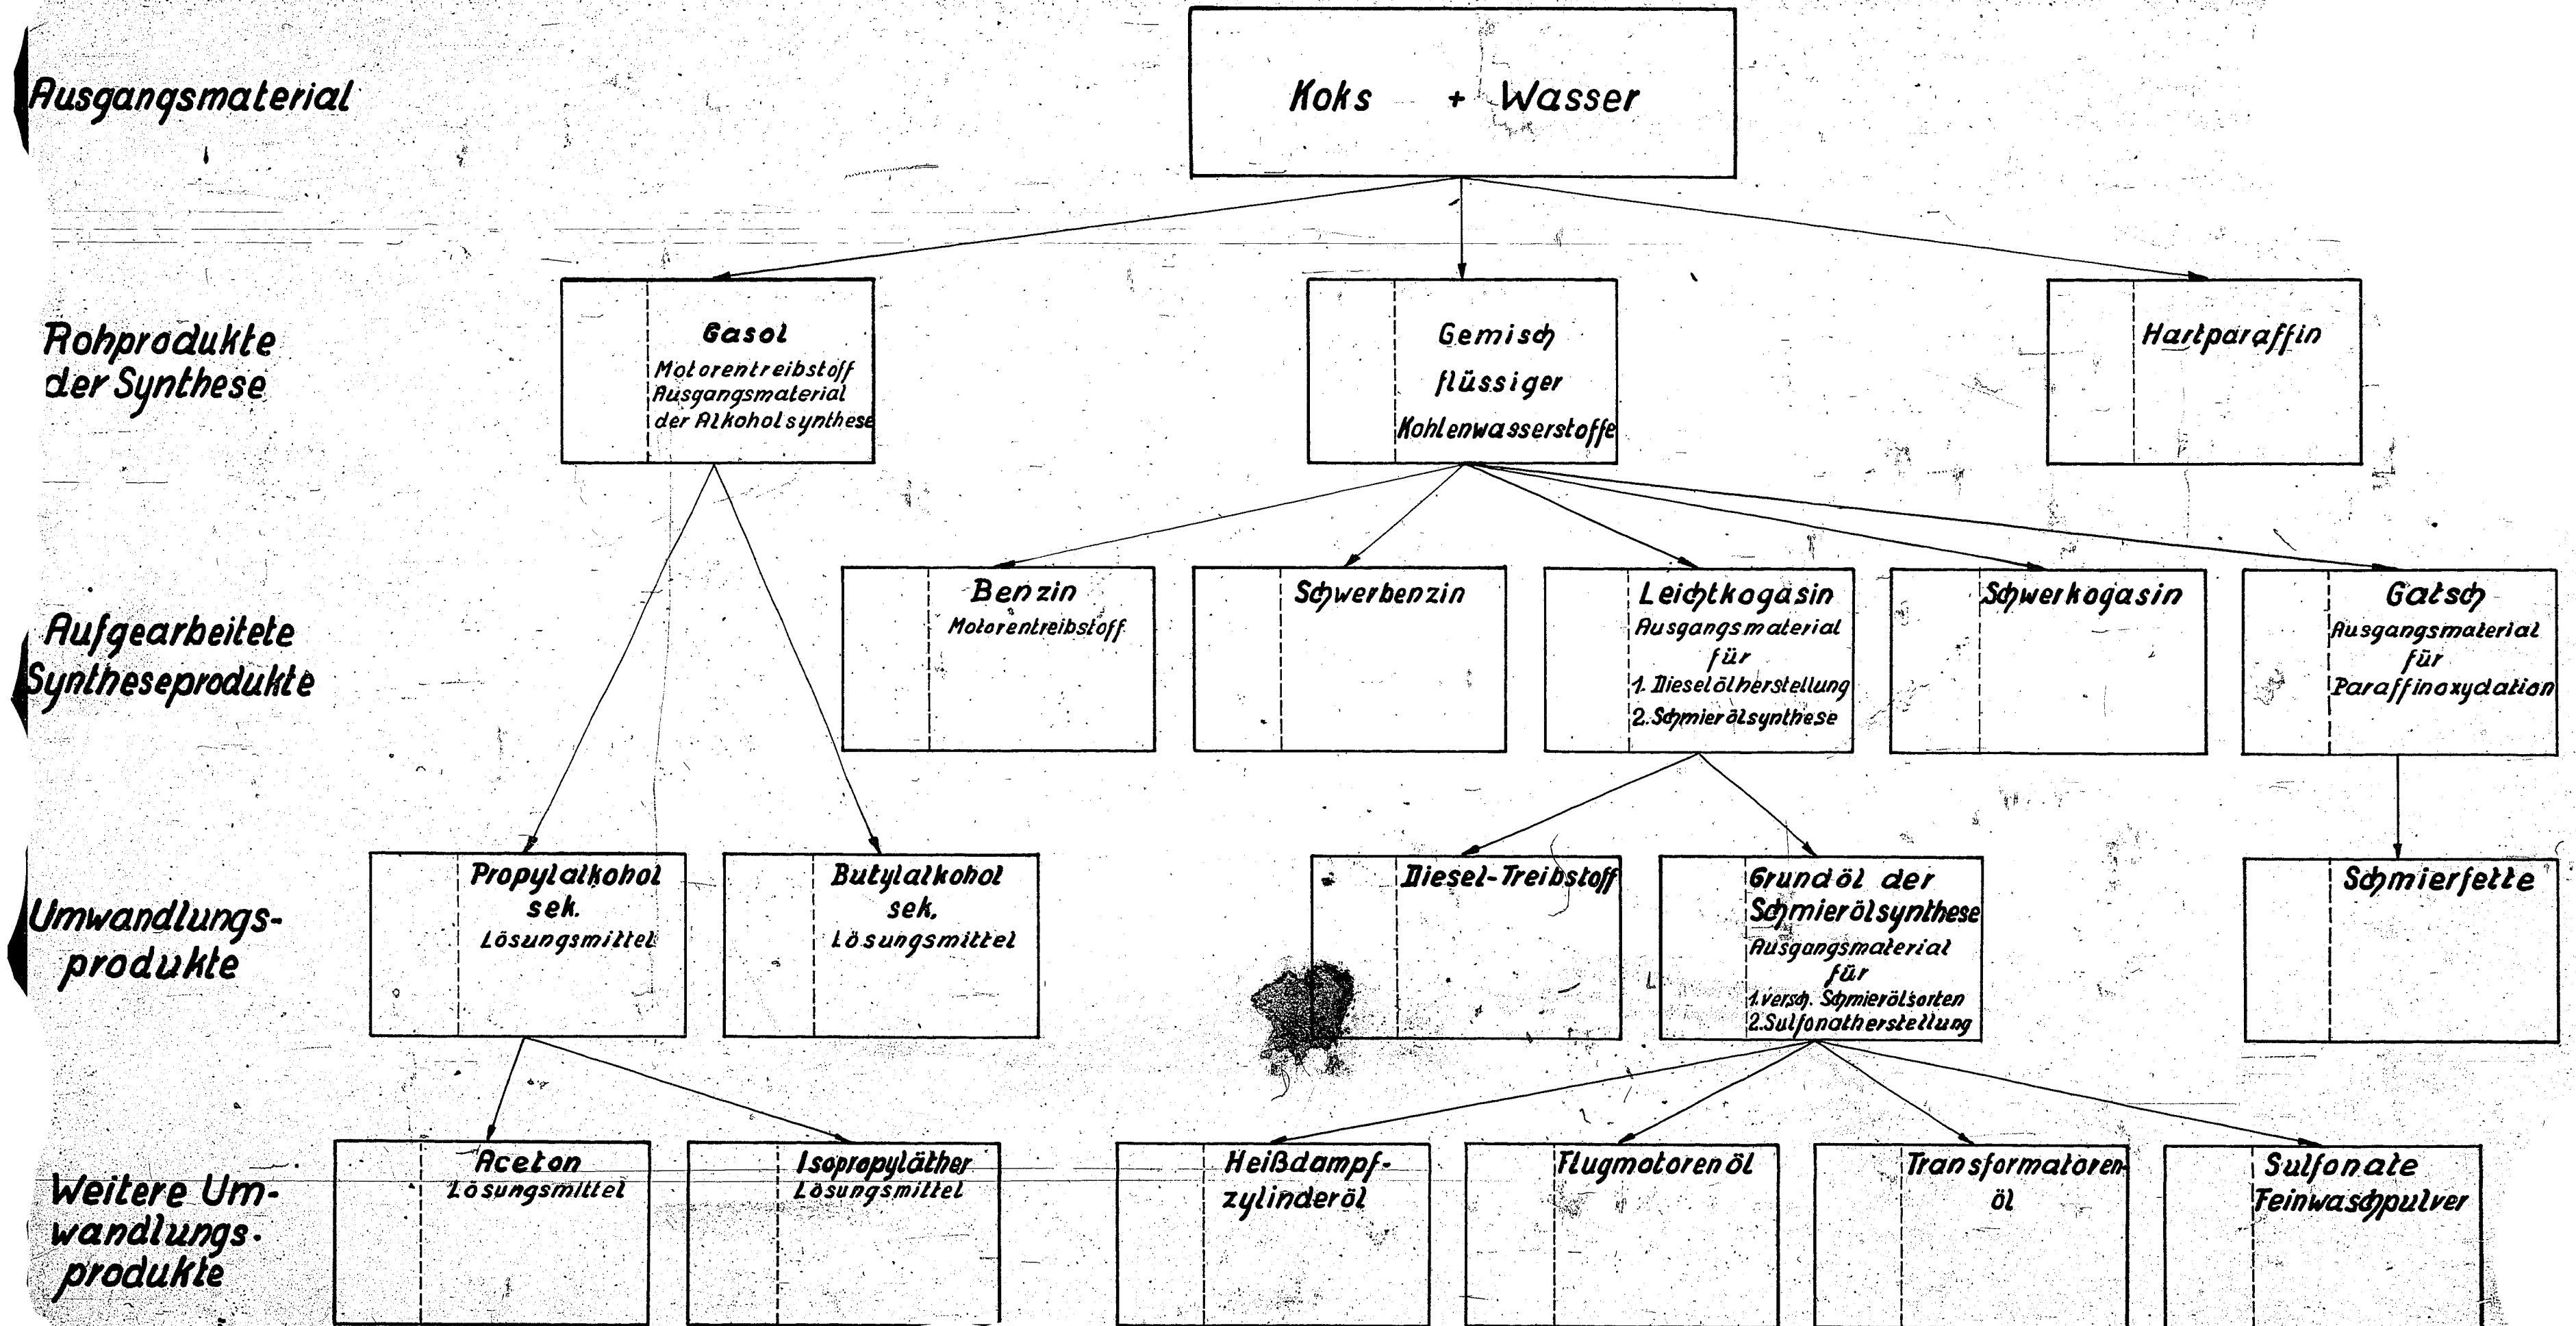 Ausgangsmaterial
Koks + Wasser
Rohprodukte
der Synthese
Gasol
Motorentreibstoff
Ausgangsmaterial
der Alkoholsynthese
Gemisch
flüssiger
Kohlenwasserstoffe
Hartparaffin
Aufgearbeitete
Syntheseprodukte
Benzin
Motorentreibstoff
Schwerbenzin
Leichtkogasin
Ausgangsmaterial
für
1. Dieselölherstellung
2. Schmierölsynthese
Schwerkogasin
Gatsch
Ausgangsmaterial
für
Paraffinoxydation
Umwandlungs-
produkte
Propylalkohol
sek.
Lösungsmittel
Butylalkohol
sek.
Lösungsmittel
Diesel-Treibstoff
Grundöl der
Schmierölsynthese
Ausgangsmaterial
für
1. versch. Schmierölsorten
2. Sulfonatherstellung
Schmierfette
Weitere Um-
wandlungs-
produkte
Aceton
Lösungsmittel
Isopropyläther
Lösungsmittel
Heißdampf-
zylinderöl
Flugmotorenöl
Transformatoren-
öl
Sulfonate
Feinwaschpulver